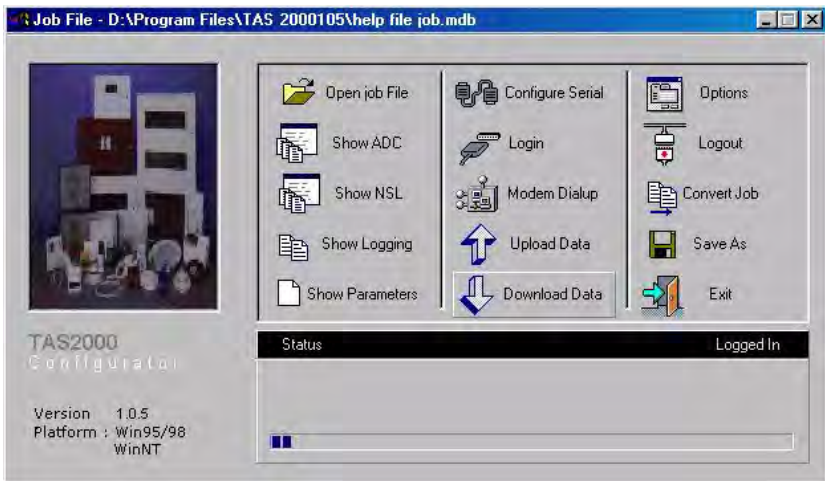 Job File - D:\Program Files\TAS 2000105\help file job.mdb
Open job File
Show ADC
Show NSL
Show Logging
Show Parameters
Configure Serial
Login
Modem Dialup
Upload Data
Download Data
Options
Logout
Convert Job
Save As
Exit
TAS2000
Configurator
Version 1.0.5
Platform : Win95/98
WinNT
Status Logged In